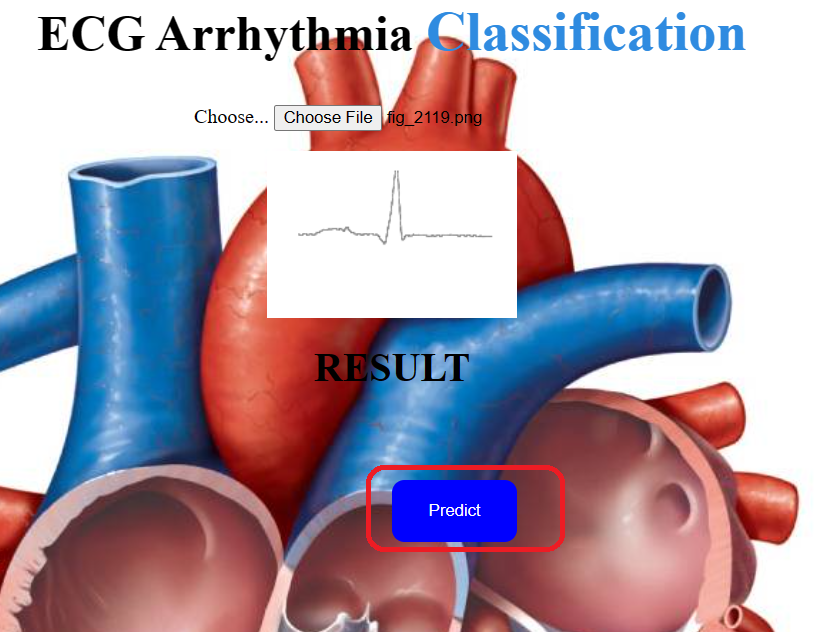 ECG Arrhythmia Classification
Choose... Choose File fig_2119.png
RESULT
Predict